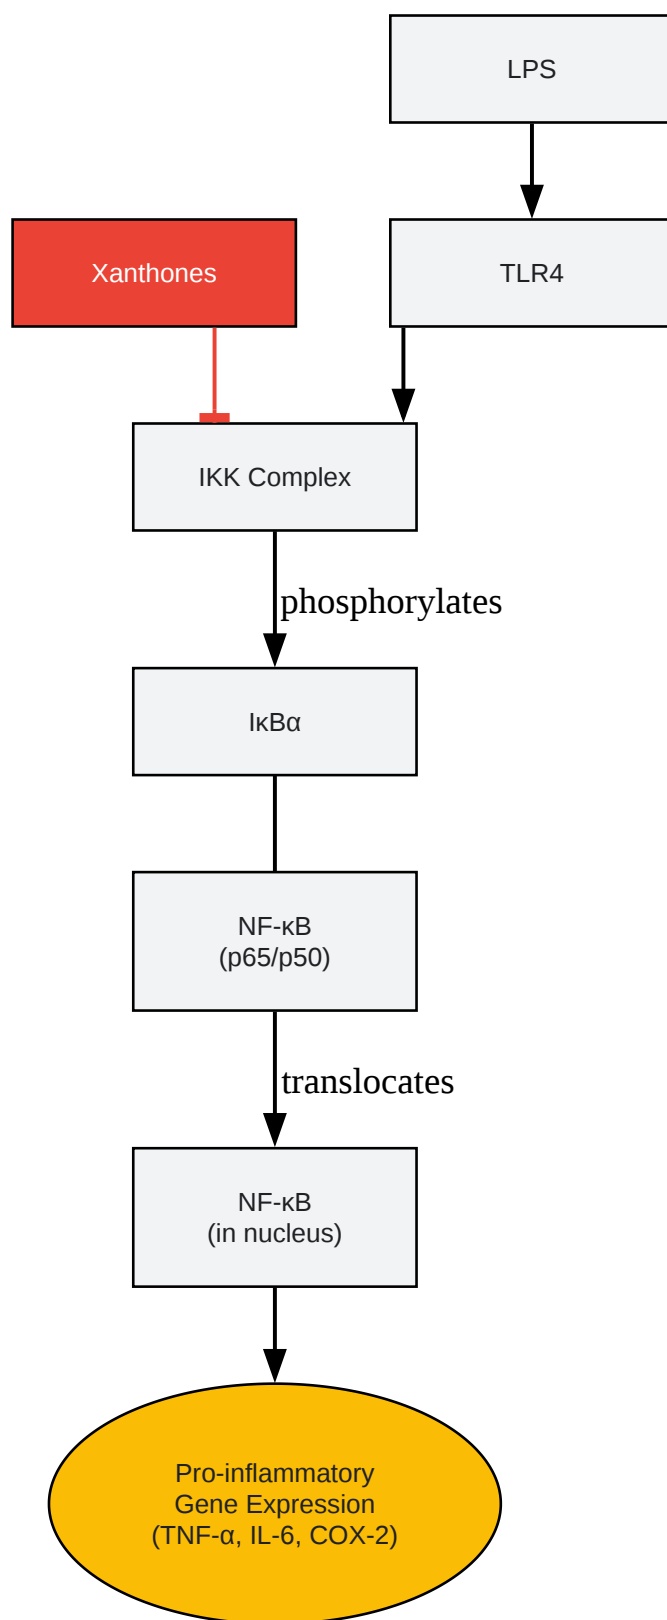 LPS
Xanthones
TLR4
IKK Complex
phosphorylates
IκBα
NF-κB
(p65/p50)
translocates
NF-κB
(in nucleus)
Pro-inflammatory
Gene Expression
(TNF-α, IL-6, COX-2)